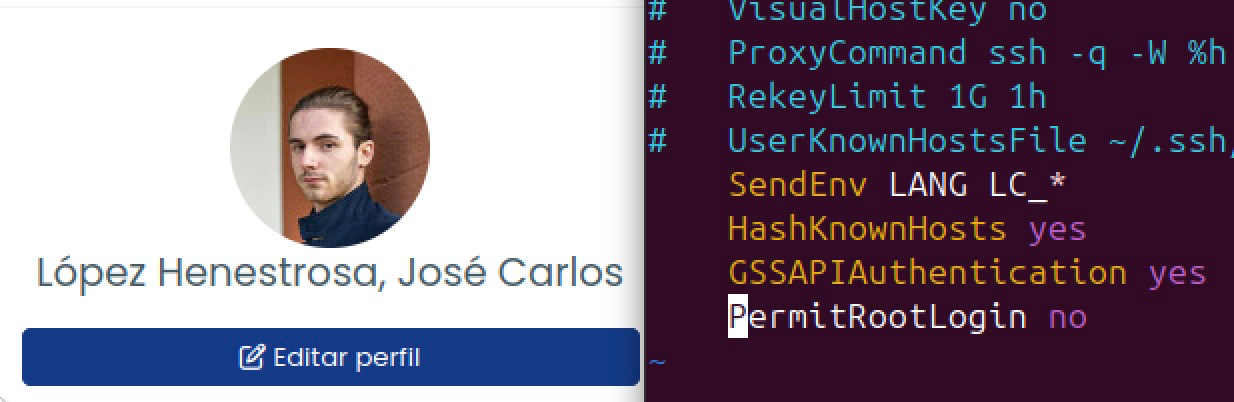 López Henestrosa, José Carlos
Editar perfil
# VisualHostKey no
# ProxyCommand ssh -q -W %h
# RekeyLimit 1G 1h
# UserKnownHostsFile ~/.ssh/
SendEnv LANG LC_*
HashKnownHosts yes
GSSAPIAuthentication yes
PermitRootLogin no
~